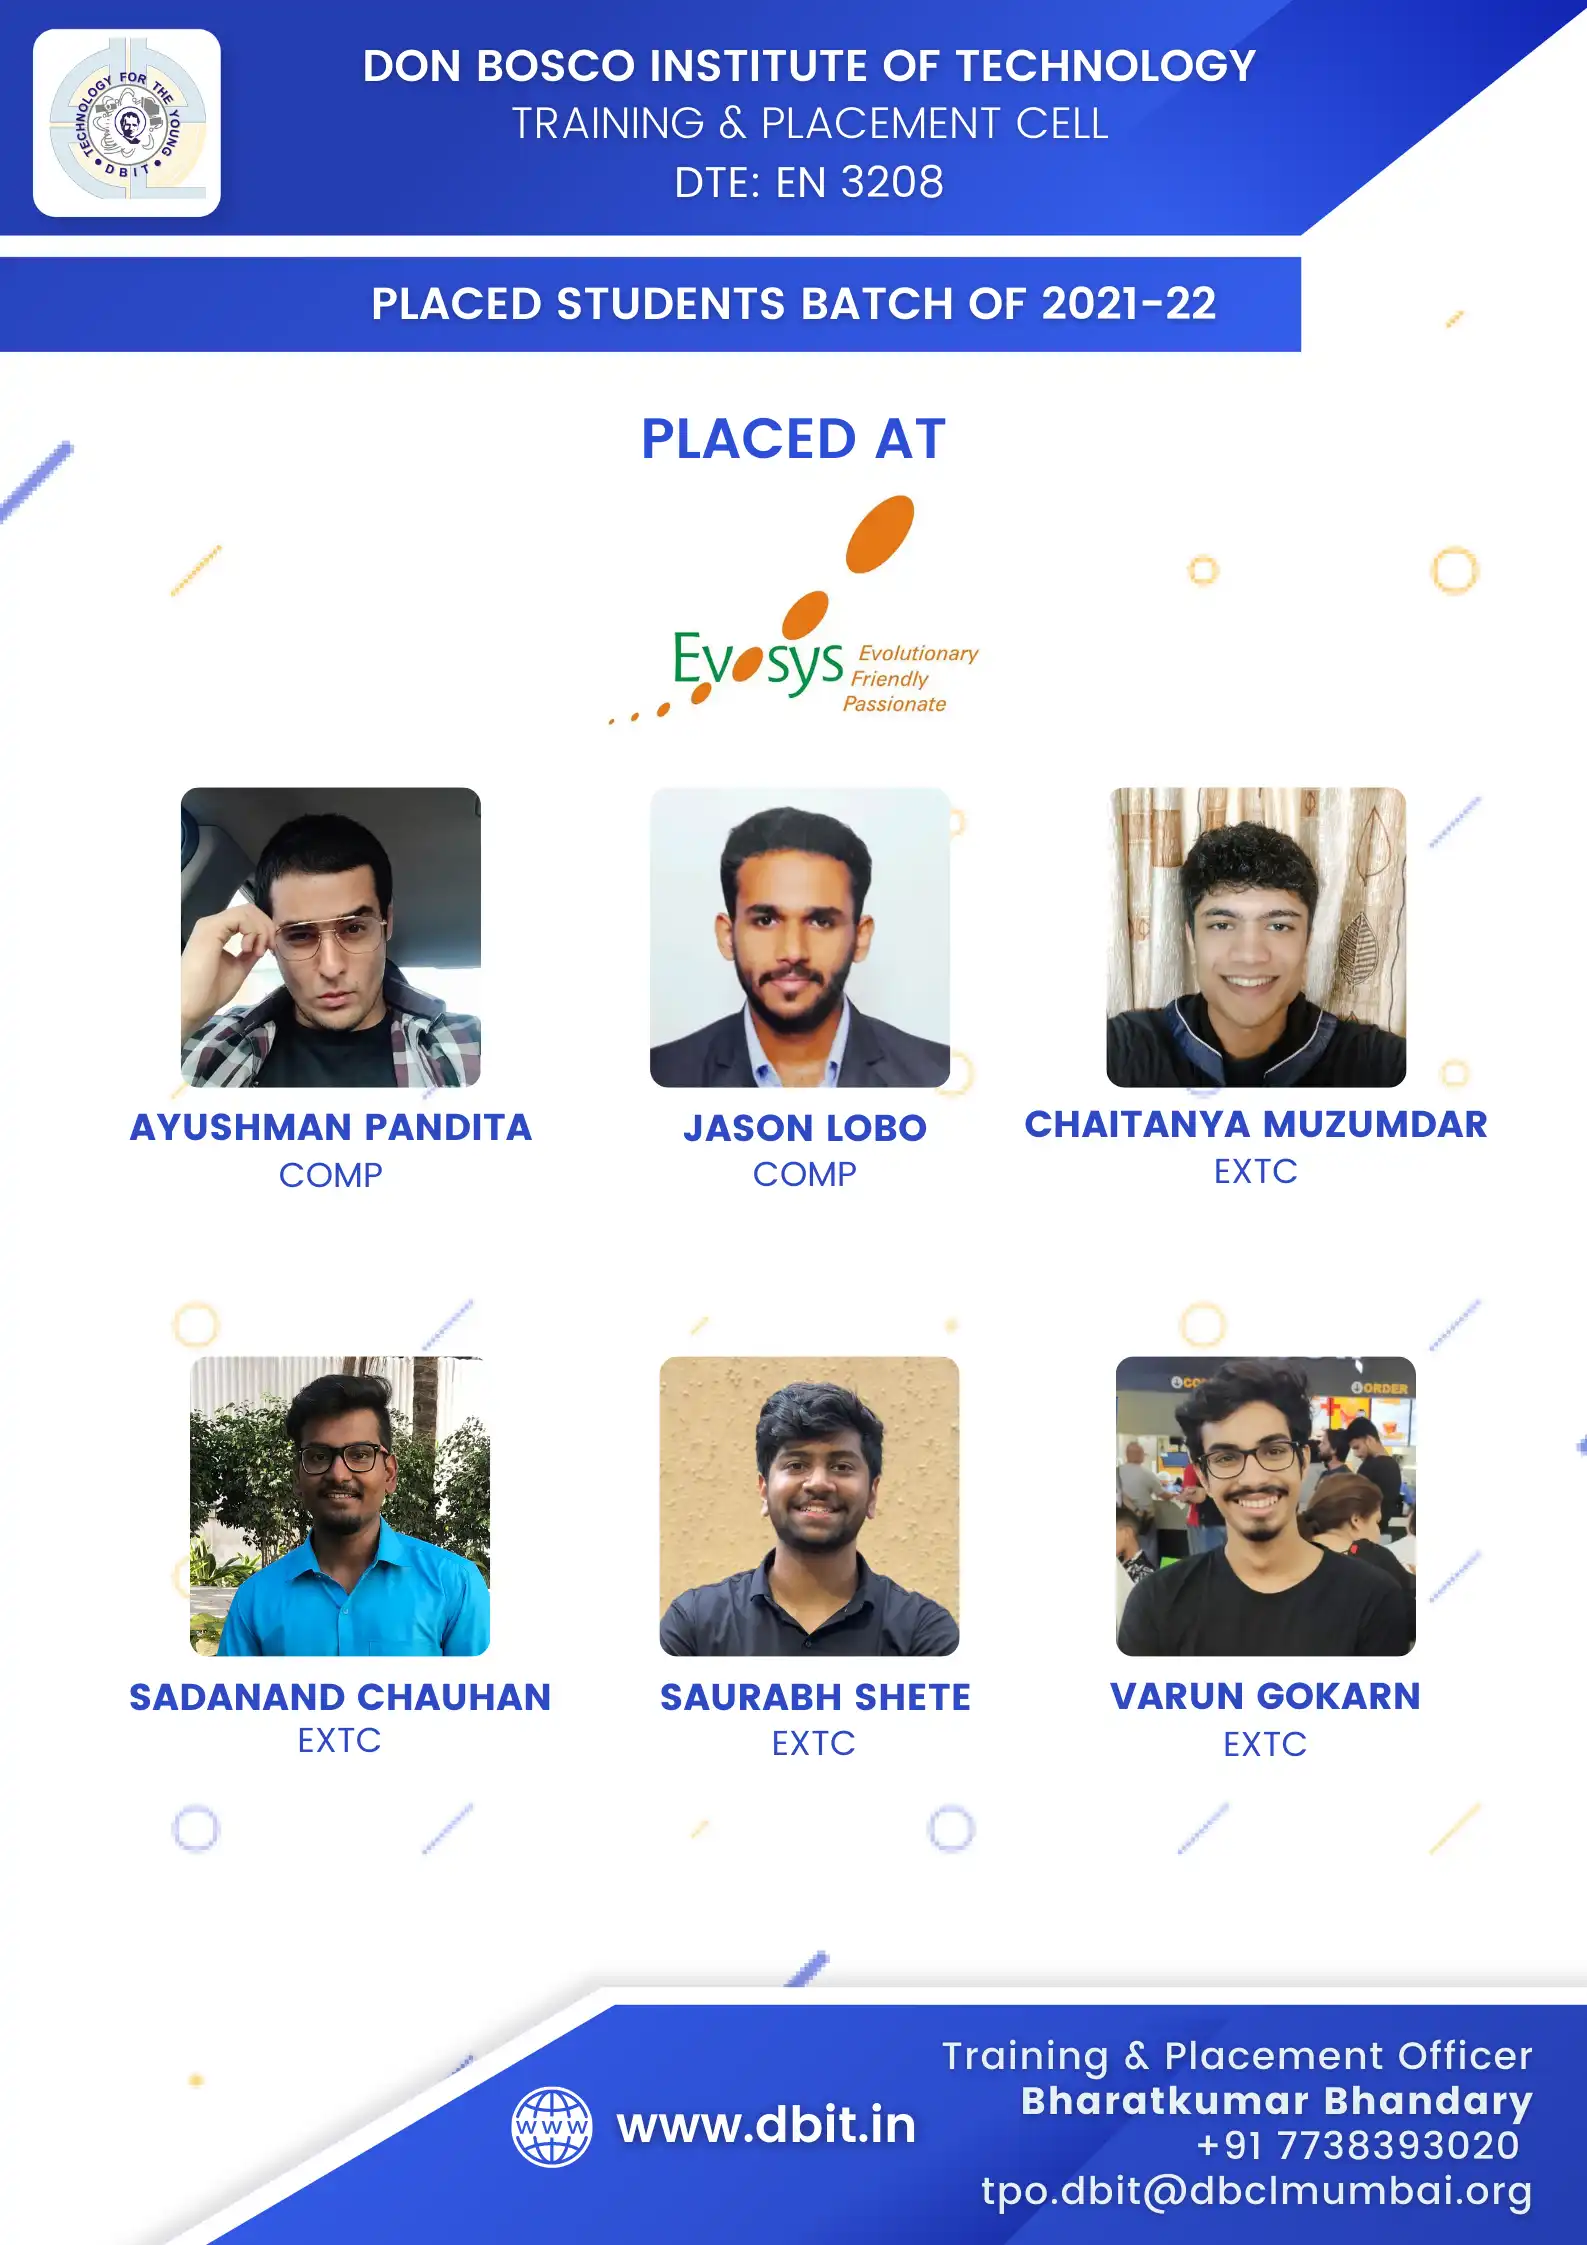 TECHNOLOGY FOR THE YOUNG
DBIT
DON BOSCO INSTITUTE OF TECHNOLOGY
TRAINING & PLACEMENT CELL
DTE: EN 3208
PLACED STUDENTS BATCH OF 2021-22
PLACED AT
Evosys
Evolutionary
Friendly
Passionate
AYUSHMAN PANDITA
COMP
JASON LOBO
COMP
CHAITANYA MUZUMDAR
EXTC
ORDER
SADANAND CHAUHAN
EXTC
SAURABH SHETE
EXTC
VARUN GOKARN
EXTC
WWW
www.dbit.in
Training & Placement Officer
Bharatkumar Bhandary
+91 7738393020
tpo.dbit@dbclmumbai.org